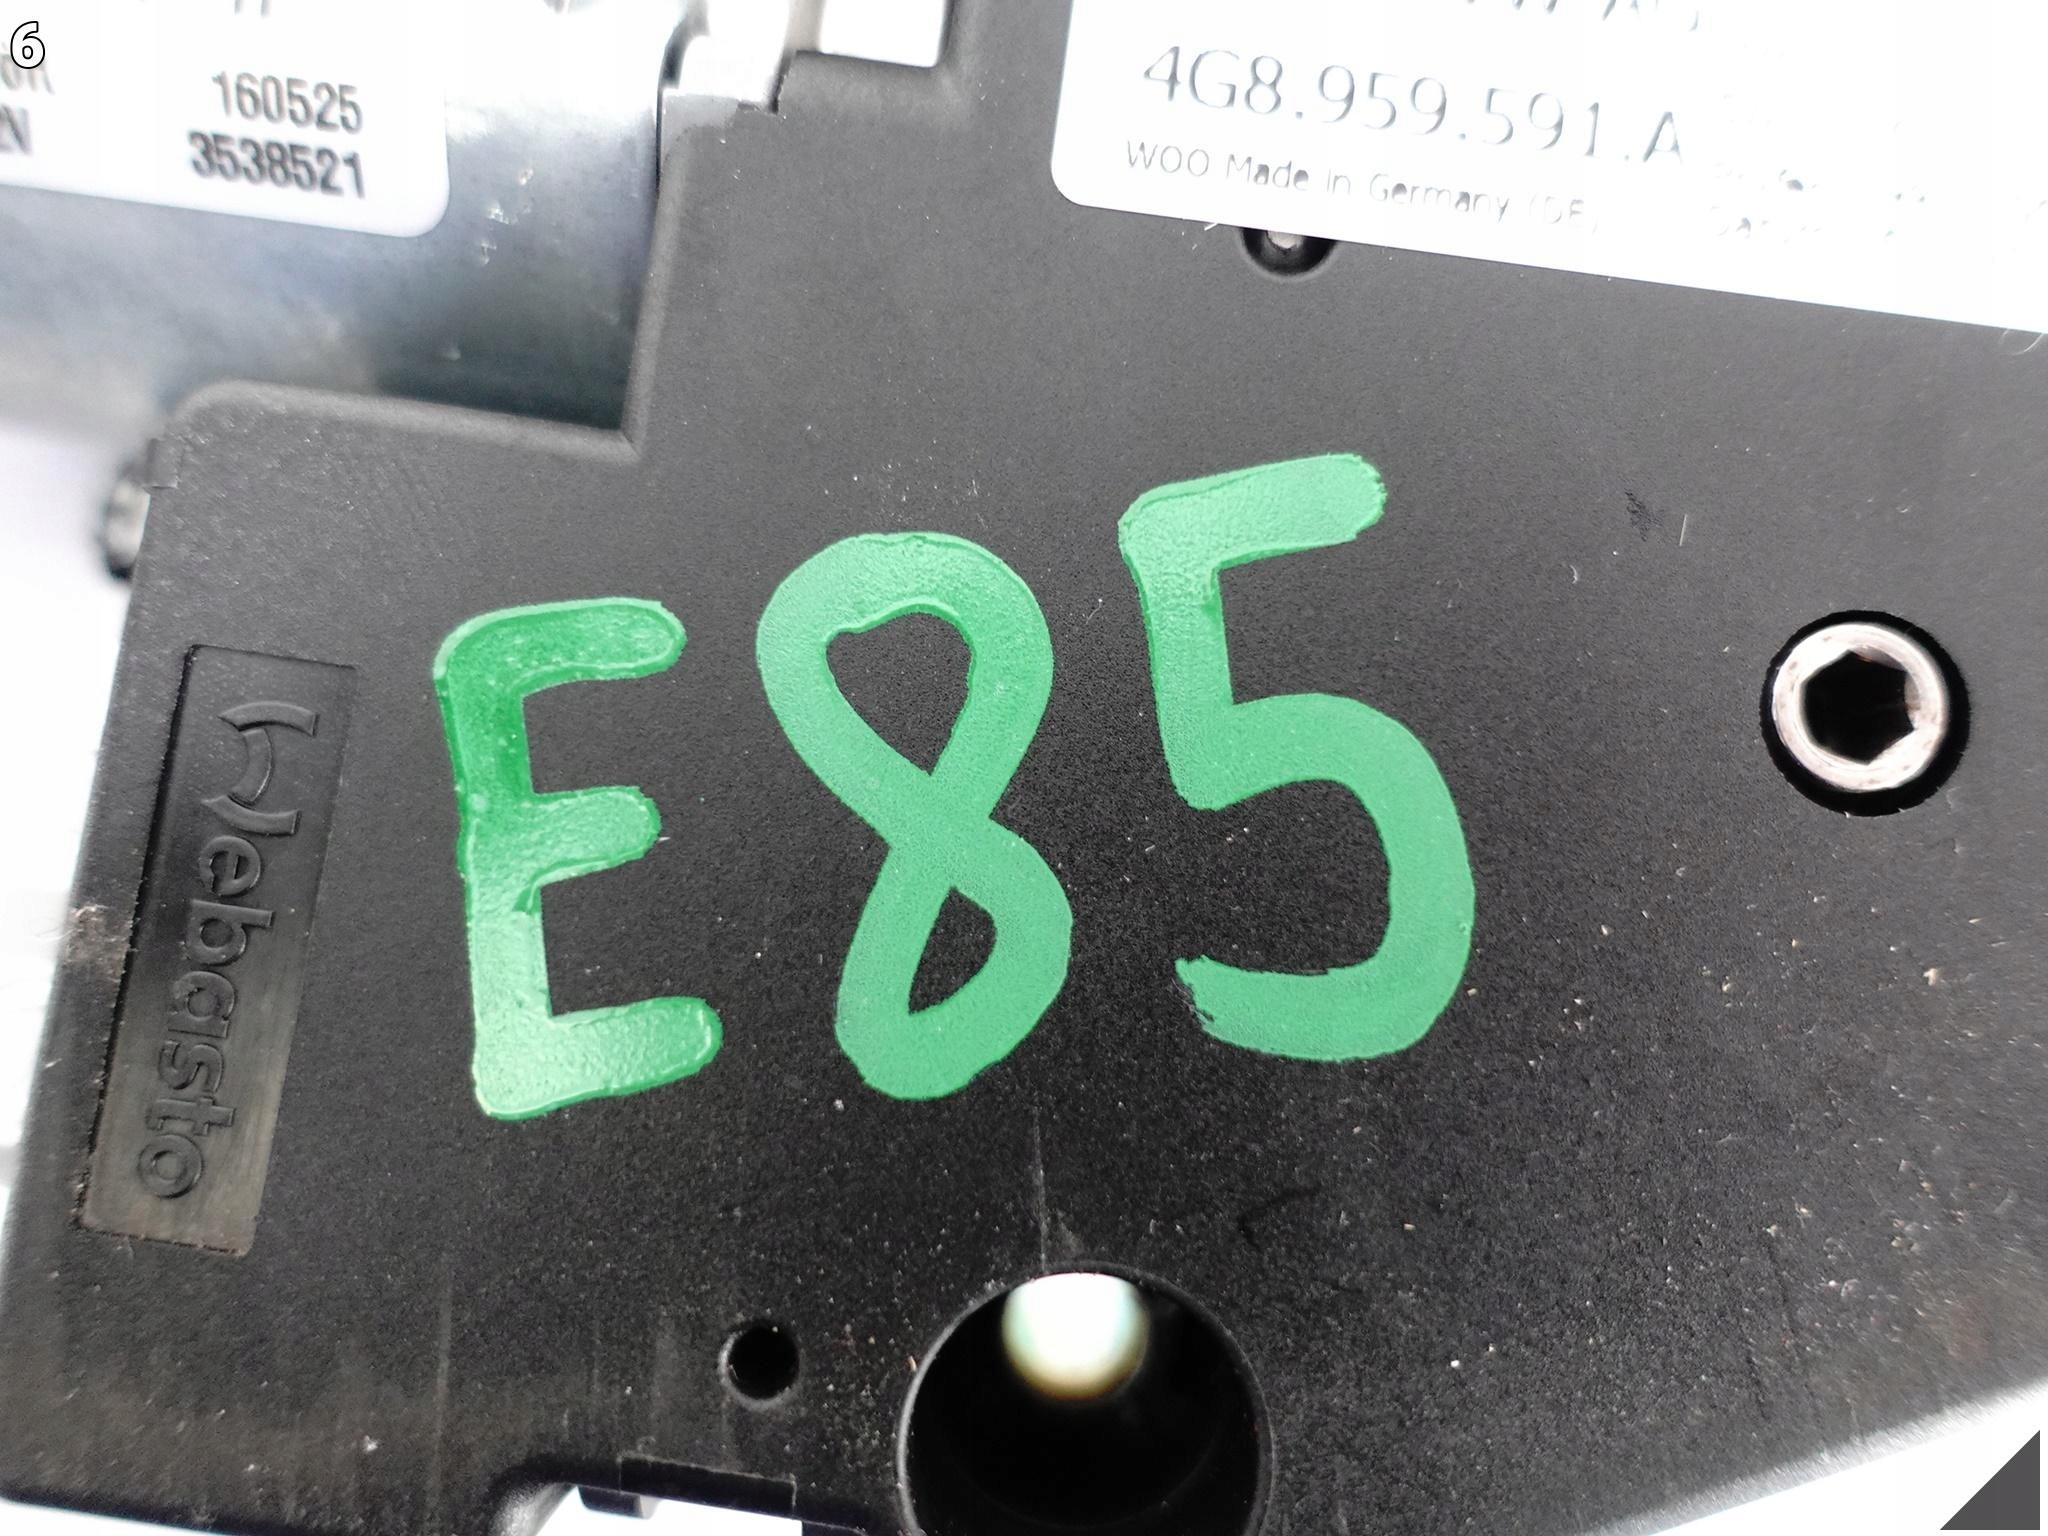 6
160525
3538521
4G8.959.591.A
WOO Made in Germany (DE)
E85
webasto